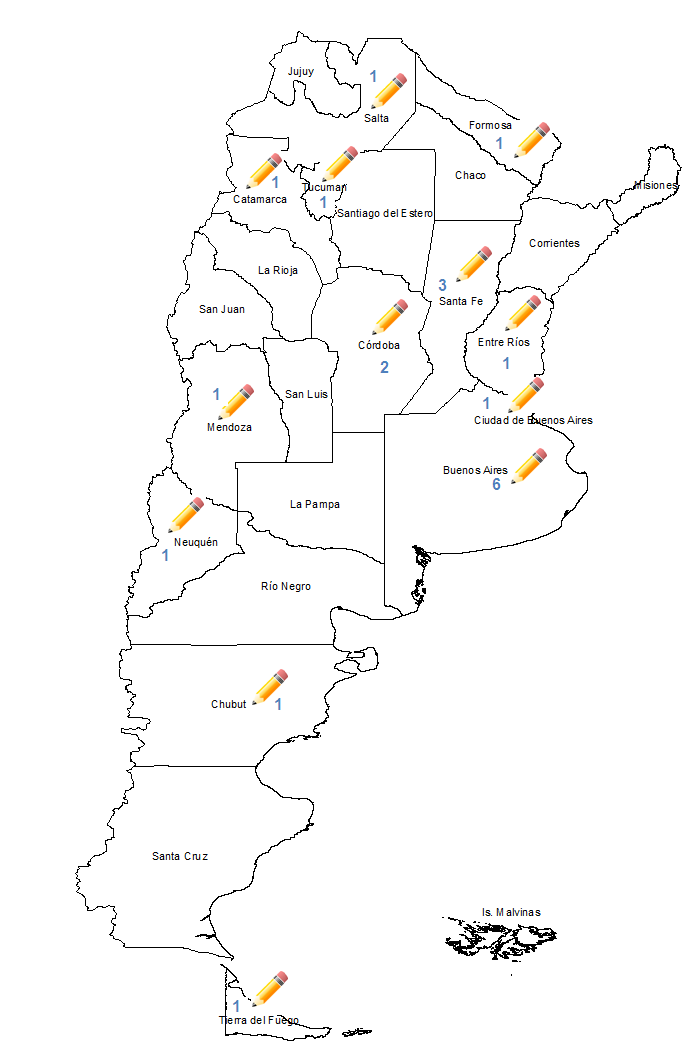 Jujuy
1
Salta
Formosa
1
Chaco
Misiones
Catamarca
1
Tucumán
1
Santiago del Estero
Corrientes
La Rioja
San Juan
3
Santa Fe
Córdoba
2
Entre Ríos
1
San Luis
1
Mendoza
1
Ciudad de Buenos Aires
Buenos Aires
6
La Pampa
Neuquén
1
Río Negro
Chubut
1
Santa Cruz
Is. Malvinas
1
Tierra del Fuego